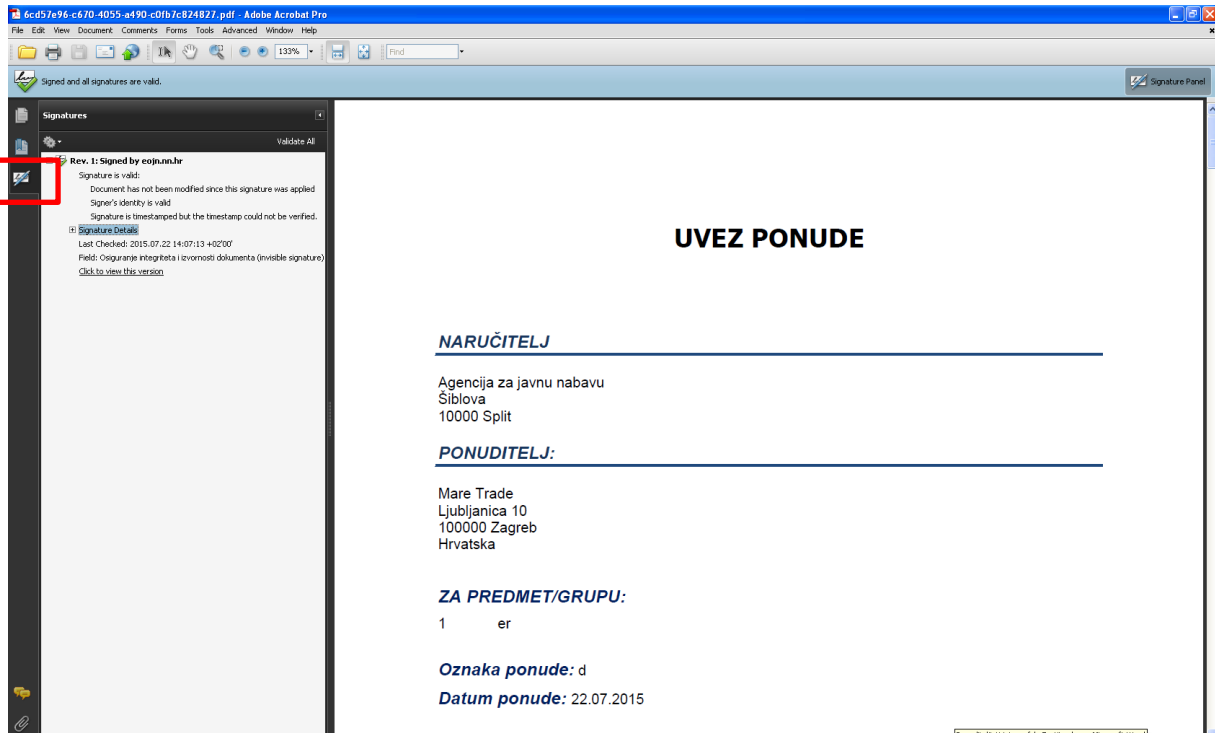 6cd57e96-c670-4055-a490-c0fb7c824827.pdf - Adobe Acrobat Pro
File Edit View Document Comments Forms Tools Advanced Window Help
133% Find
Signed and all signatures are valid.
Signature Panel
Signatures
Validate All
Rev. 1: Signed by eojn.nn.hr
Signature is valid:
Document has not been modified since this signature was applied
Signer's identity is valid
Signature is timestamped but the timestamp could not be verified.
Signature Details
Last Checked: 2015.07.22 14:07:13 +02'00'
Field: Osiguranje integriteta i izvornosti dokumenta (invisible signature)
Click to view this version
UVEZ PONUDE
NARUČITELJ
Agencija za javnu nabavu
Šiblova
10000 Split
PONUDITELJ:
Mare Trade
Ljubljanica 10
100000 Zagreb
Hrvatska
ZA PREDMET/GRUPU:
1 er
Oznaka ponude: d
Datum ponude: 22.07.2015